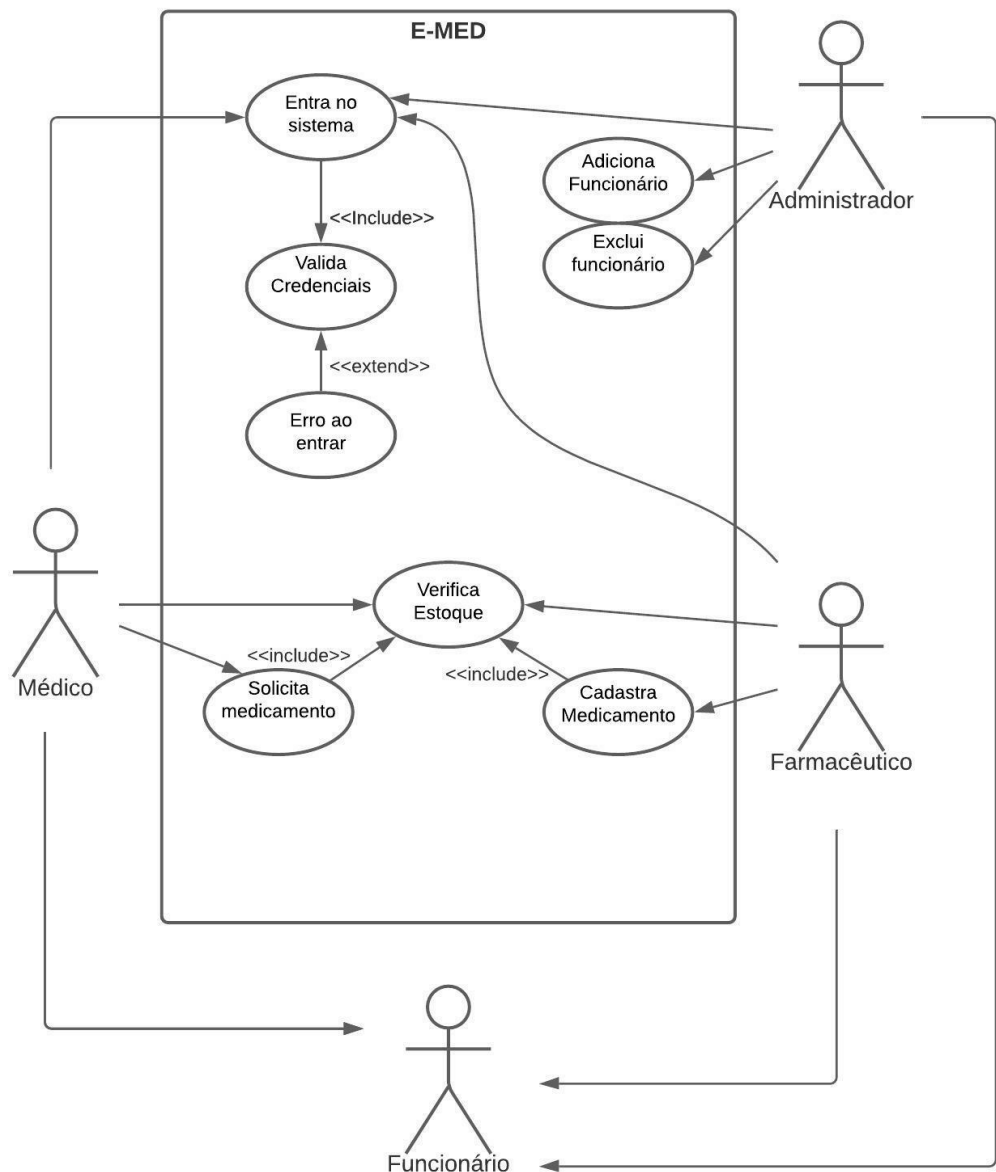 E-MED
Entra no
sistema
Adiciona
Funcionário
Administrador
<<Include>>
Exclui
funcionário
Valida
Credenciais
<<extend>>
Erro ao
entrar
Verifica
Estoque
<<include>>
<<include>>
Médico
Solicita
medicamento
Cadastra
Medicamento
Farmacêutico
Funcionário